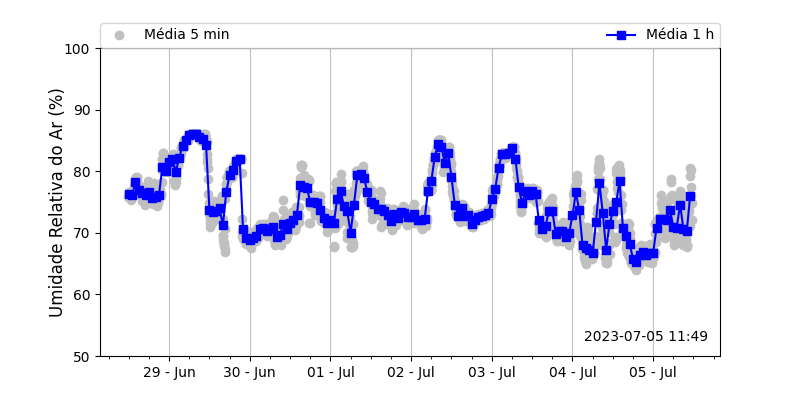 Média 5 min
Média 1 h
Umidade Relativa do Ar (%)
100
90
80
70
60
50
2023-07-05 11:49
29 - Jun
30 - Jun
01 - Jul
02 - Jul
03 - Jul
04 - Jul
05 - Jul